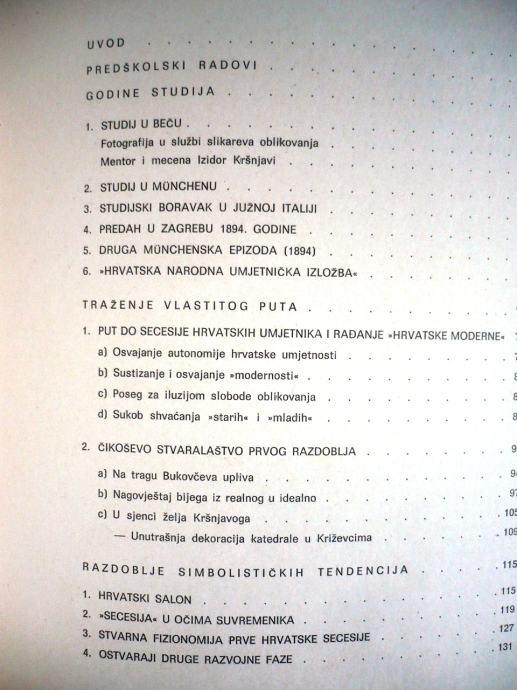 UVOD . . . . . . . . . . . . .
PREDŠKOLSKI RADOVI . . . . . . . . .
GODINE STUDIJA . . . . . . . . . . .
1. STUDIJ U BEČU . . . . . . . . . . . .
Fotografija u službi slikareva oblikovanja . . . . . .
Mentor i mecena Izidor Kršnjavi . . . . . . . .
2. STUDIJ U MÜNCHENU . . . . . . . . . .
3. STUDIJSKI BORAVAK U JUŽNOJ ITALIJI . . . . . .
4. PREDAH U ZAGREBU 1894. GODINE . . . . . . .
5. DRUGA MÜNCHENSKA EPIZODA (1894) . . . . . .
6. »HRVATSKA NARODNA UMJETNIČKA IZLOŽBA« . . . .
TRAŽENJE VLASTITOG PUTA . . . . . . .
1. PUT DO SECESIJE HRVATSKIH UMJETNIKA I RAĐANJE »HRVATSKE MODERNE«
a) Osvajanje autonomije hrvatske umjetnosti . . . . .
b) Sustizanje i osvajanje »modernosti« . . . . . . .
c) Poseg za iluzijom slobode oblikovanja . . . . . .
d) Sukob shvaćanja »starih« i »mladih« . . . . . .
2. ČIKOŠEVO STVARALAŠTVO PRVOG RAZDOBLJA . . . . .
a) Na tragu Bukovčeva upliva . . . . . . . .
b) Nagovještaj bijega iz realnog u idealno . . . . . 97
c) U sjenci želja Kršnjavoga . . . . . . . . 105
— Unutrašnja dekoracija katedrale u Križevcima . . . . 109
RAZDOBLJE SIMBOLISTIČKIH TENDENCIJA . . . . 115
1. HRVATSKI SALON . . . . . . . . . . . 115
2. »SECESIJA« U OČIMA SUVREMENIKA . . . . . . . 119
3. STVARNA FIZIONOMIJA PRVE HRVATSKE SECESIJE . . . . 127
4. OSTVARAJI DRUGE RAZVOJNE FAZE . . . . . . . 131